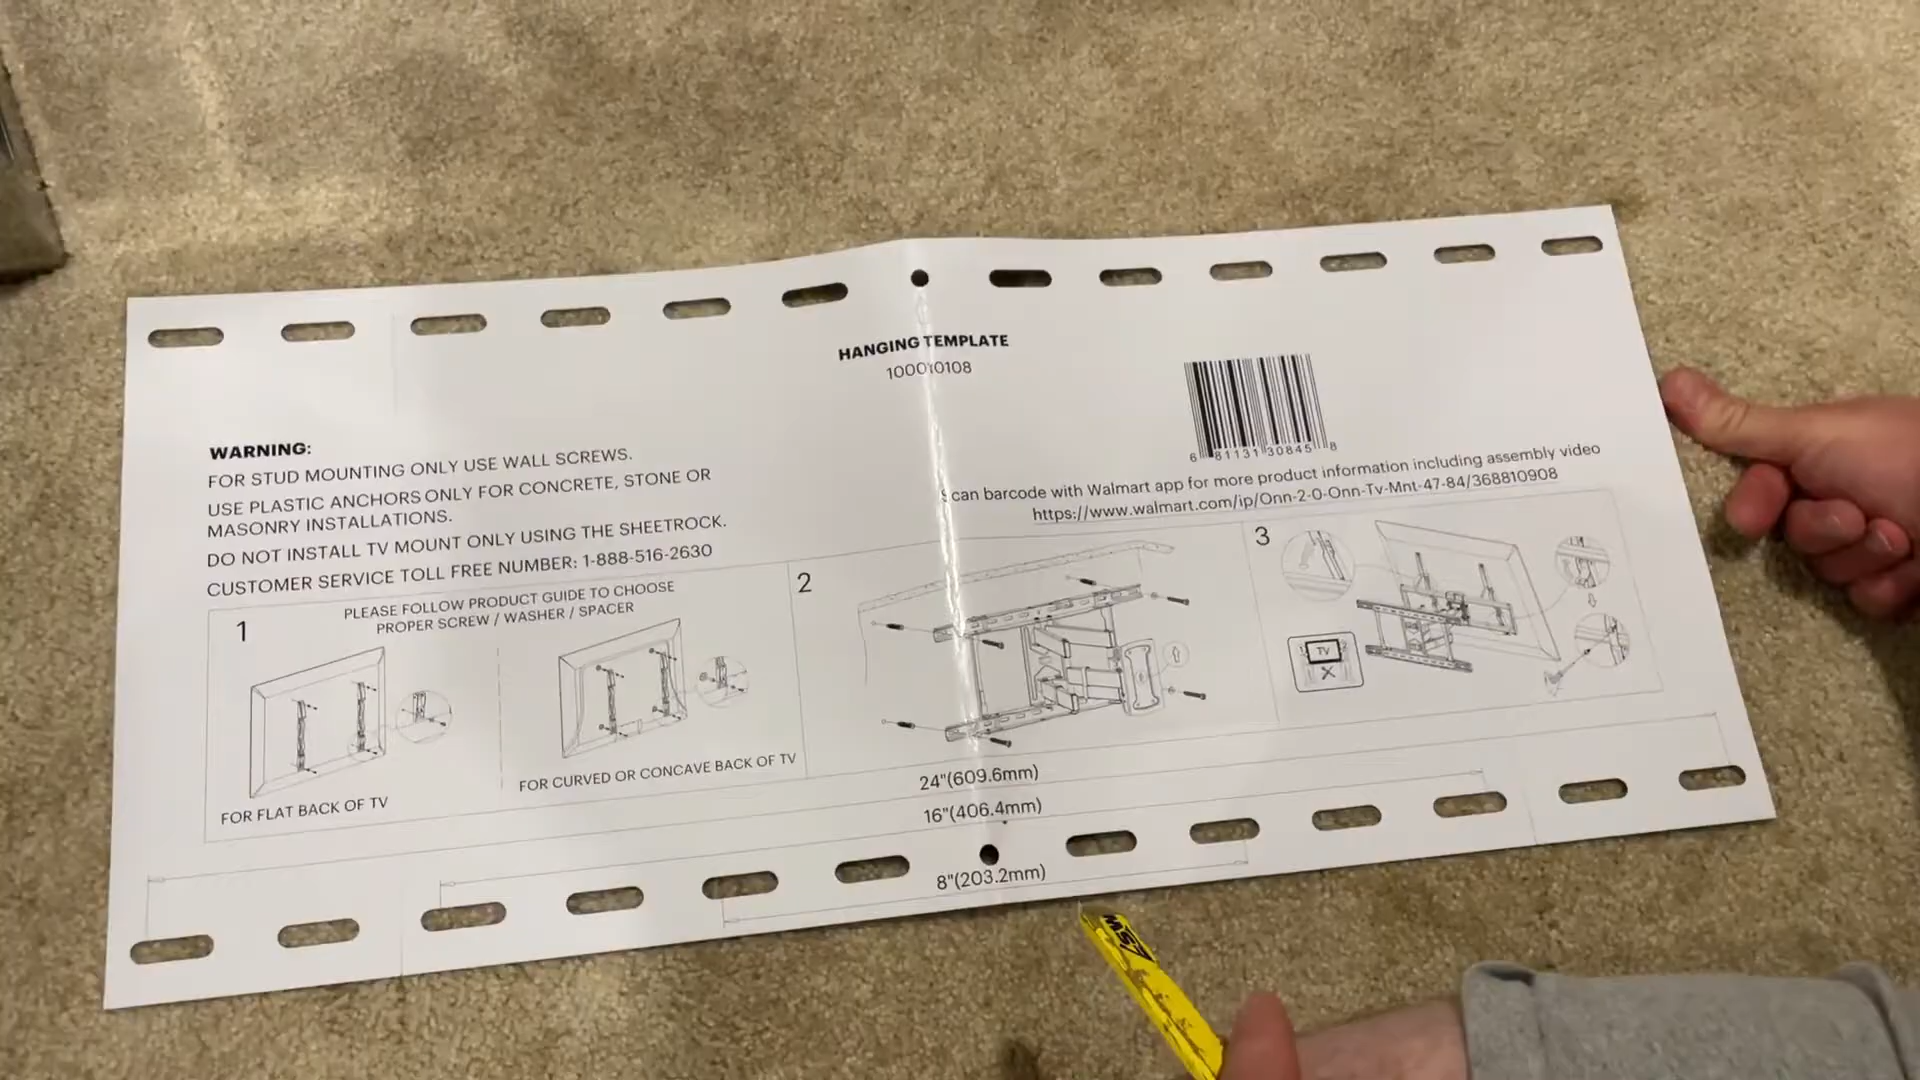 HANGING TEMPLATE
100010108
WARNING:
FOR STUD MOUNTING ONLY USE WALL SCREWS.
USE PLASTIC ANCHORS ONLY FOR CONCRETE, STONE OR
MASONRY INSTALLATIONS.
DO NOT INSTALL TV MOUNT ONLY USING THE SHEETROCK.
CUSTOMER SERVICE TOLL FREE NUMBER: 1-888-516-2630
6 81131 30845 8
Scan barcode with Walmart app for more product information including assembly video
https://www.walmart.com/ip/Onn-2-0-Onn-Tv-Mnt-47-84/368810908
1
PLEASE FOLLOW PRODUCT GUIDE TO CHOOSE
PROPER SCREW / WASHER / SPACER
FOR FLAT BACK OF TV
FOR CURVED OR CONCAVE BACK OF TV
2
3
TV
24"(609.6mm)
16"(406.4mm)
8"(203.2mm)